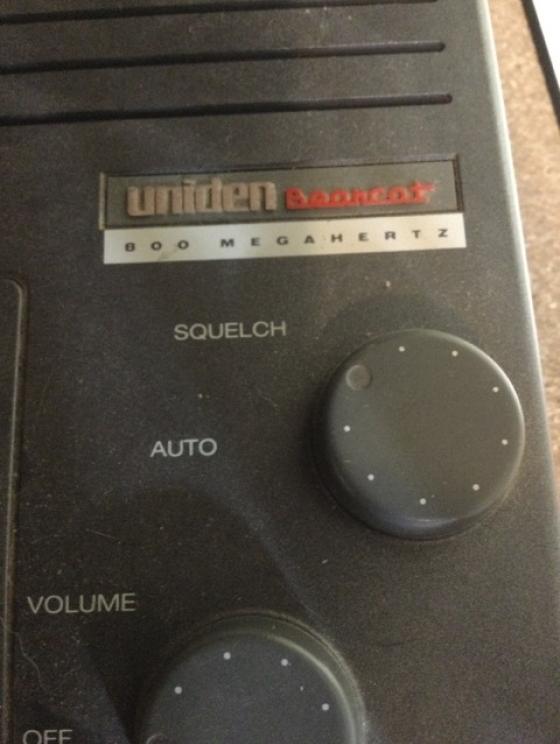 uniden Bearcat
800 MEGAHERTZ
SQUELCH
AUTO
VOLUME
OFF